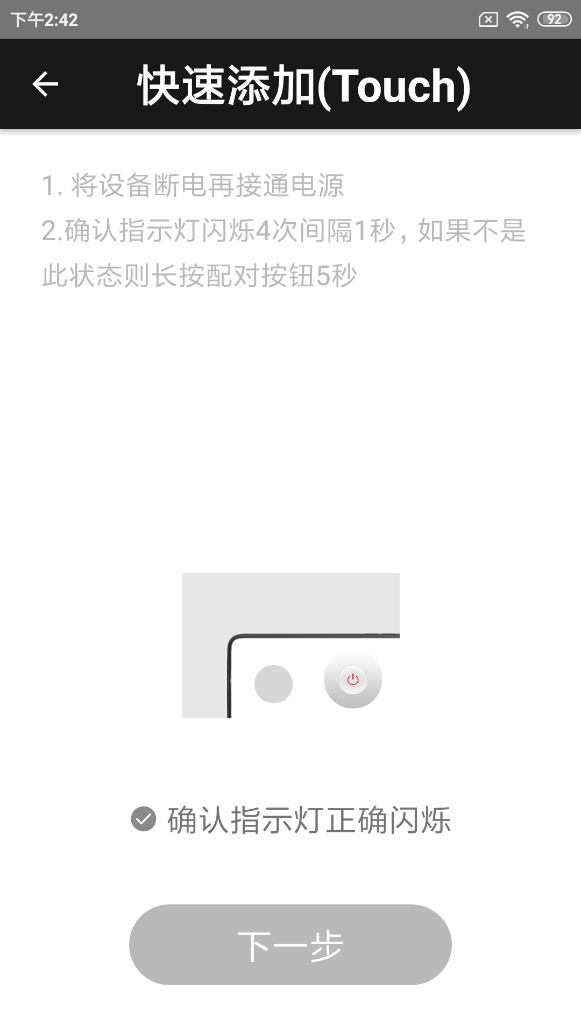 下午2:42
92
快速添加(Touch)
1. 将设备断电再接通电源
2.确认指示灯闪烁4次间隔1秒，如果不是
此状态则长按配对按钮5秒
确认指示灯正确闪烁
下一步